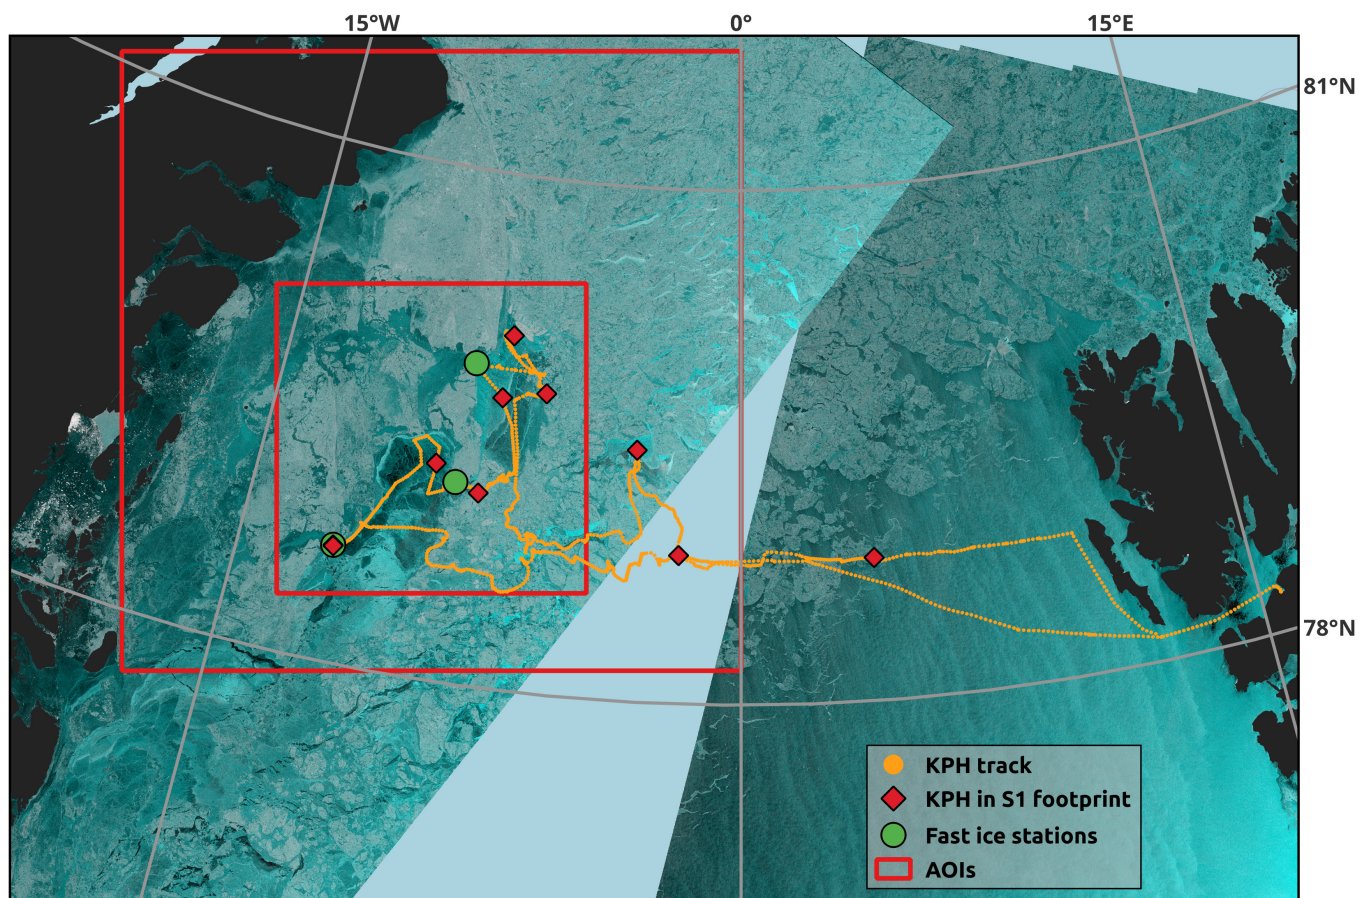 15°W 0° 15°E
81°N
78°N
KPH track
KPH in S1 footprint
Fast ice stations
AOIs